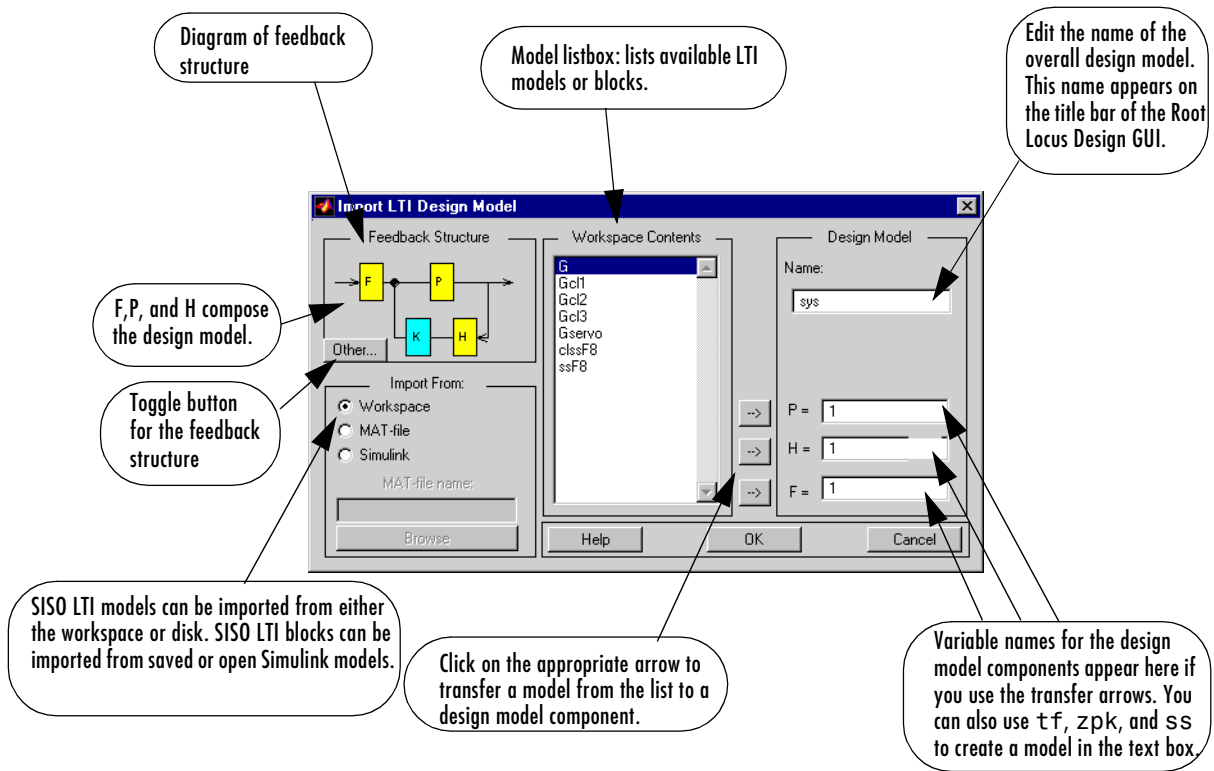 Diagram of feedback
structure
Model listbox: lists available LTI
models or blocks.
Edit the name of the
overall design model.
This name appears on
the title bar of the Root
Locus Design GUI.
Import LTI Design Model
Feedback Structure
F
P
K
H
Other...
F,P, and H compose
the design model.
Toggle button
for the feedback
structure
Import From:
Workspace
MAT-file
Simulink
MAT-file name:
Browse
Workspace Contents
G
Gcl1
Gcl2
Gcl3
Gservo
clssF8
ssF8
-->
-->
-->
Design Model
Name:
sys
P = 1
H = 1
F = 1
Help
OK
Cancel
SISO LTI models can be imported from either
the workspace or disk. SISO LTI blocks can be
imported from saved or open Simulink models.
Click on the appropriate arrow to
transfer a model from the list to a
design model component.
Variable names for the design
model components appear here if
you use the transfer arrows. You
can also use tf, zpk, and ss
to create a model in the text box.